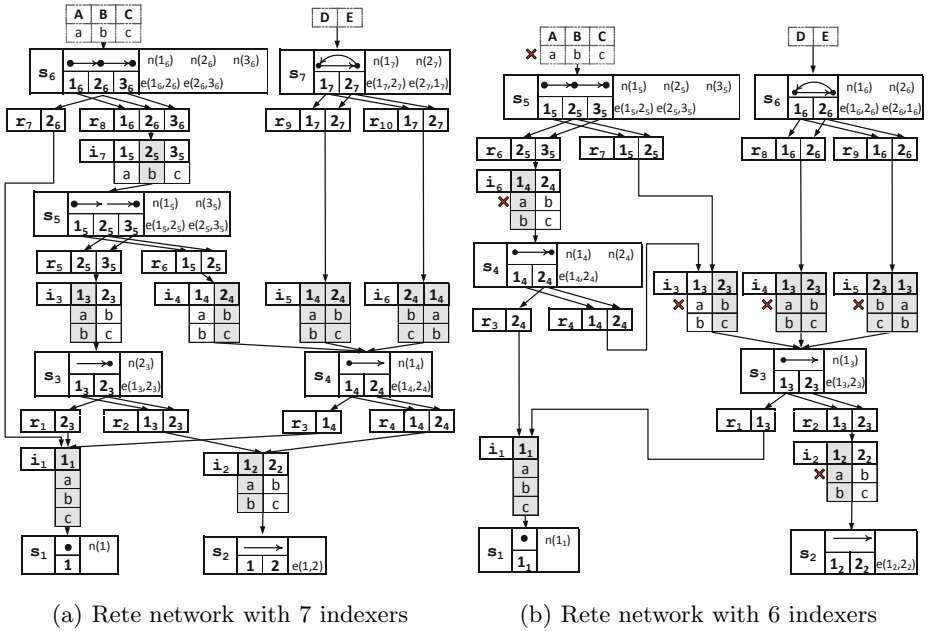 A B C
a b c
D E
s6 n(1₆) n(2₆) n(3₆)
1₆ 2₆ 3₆ e(1₆,2₆) e(2₆,3₆)
s7 n(1₇) n(2₇)
1₇ 2₇ e(1₇,2₇) e(2₇,1₇)
r7 2₆
r8 1₆ 2₆ 3₆
r9 1₇ 2₇
r10 1₇ 2₇
i7 1₅ 2₅ 3₅
a b c
s5 n(1₅) n(3₅)
1₅ 2₅ 3₅ e(1₅,2₅) e(2₅,3₅)
r5 2₅ 3₅
r6 1₅ 2₅
i3 1₃ 2₃
a b
b c
i4 1₄ 2₄
a b
b c
i5 1₄ 2₄
a b
b c
i6 2₄ 1₄
b a
c b
s3 n(2₃)
1₃ 2₃ e(1₃,2₃)
s4 n(1₄)
1₄ 2₄ e(1₄,2₄)
r1 2₃
r2 1₃ 2₃
r3 1₄
r4 1₄ 2₄
i1 1₁
a
b
c
i2 1₂ 2₂
a b
b c
s1 n(1)
1
s2
1 2 e(1,2)
(a) Rete network with 7 indexers
A B C
a b c
D E
s5 n(1₅) n(2₅) n(3₅)
1₅ 2₅ 3₅ e(1₅,2₅) e(2₅,3₅)
s6 n(1₆) n(2₆)
1₆ 2₆ e(1₆,2₆) e(2₆,1₆)
r6 2₅ 3₅
r7 1₅ 2₅
r8 1₆ 2₆
r9 1₆ 2₆
i6 1₄ 2₄
a b
b c
s4 n(1₄) n(2₄)
1₄ 2₄ e(1₄,2₄)
i3 1₃ 2₃
a b
b c
i4 1₃ 2₃
a b
b c
i5 2₃ 1₃
b a
c b
r3 2₄
r4 1₄ 2₄
s3 n(1₃)
1₃ 2₃ e(1₃,2₃)
r1 1₃
r2 1₃ 2₃
i1 1₁
a
b
c
i2 1₂ 2₂
a b
b c
s1 n(1₁)
1₁
s2
1₂ 2₂ e(1₂,2₂)
(b) Rete network with 6 indexers